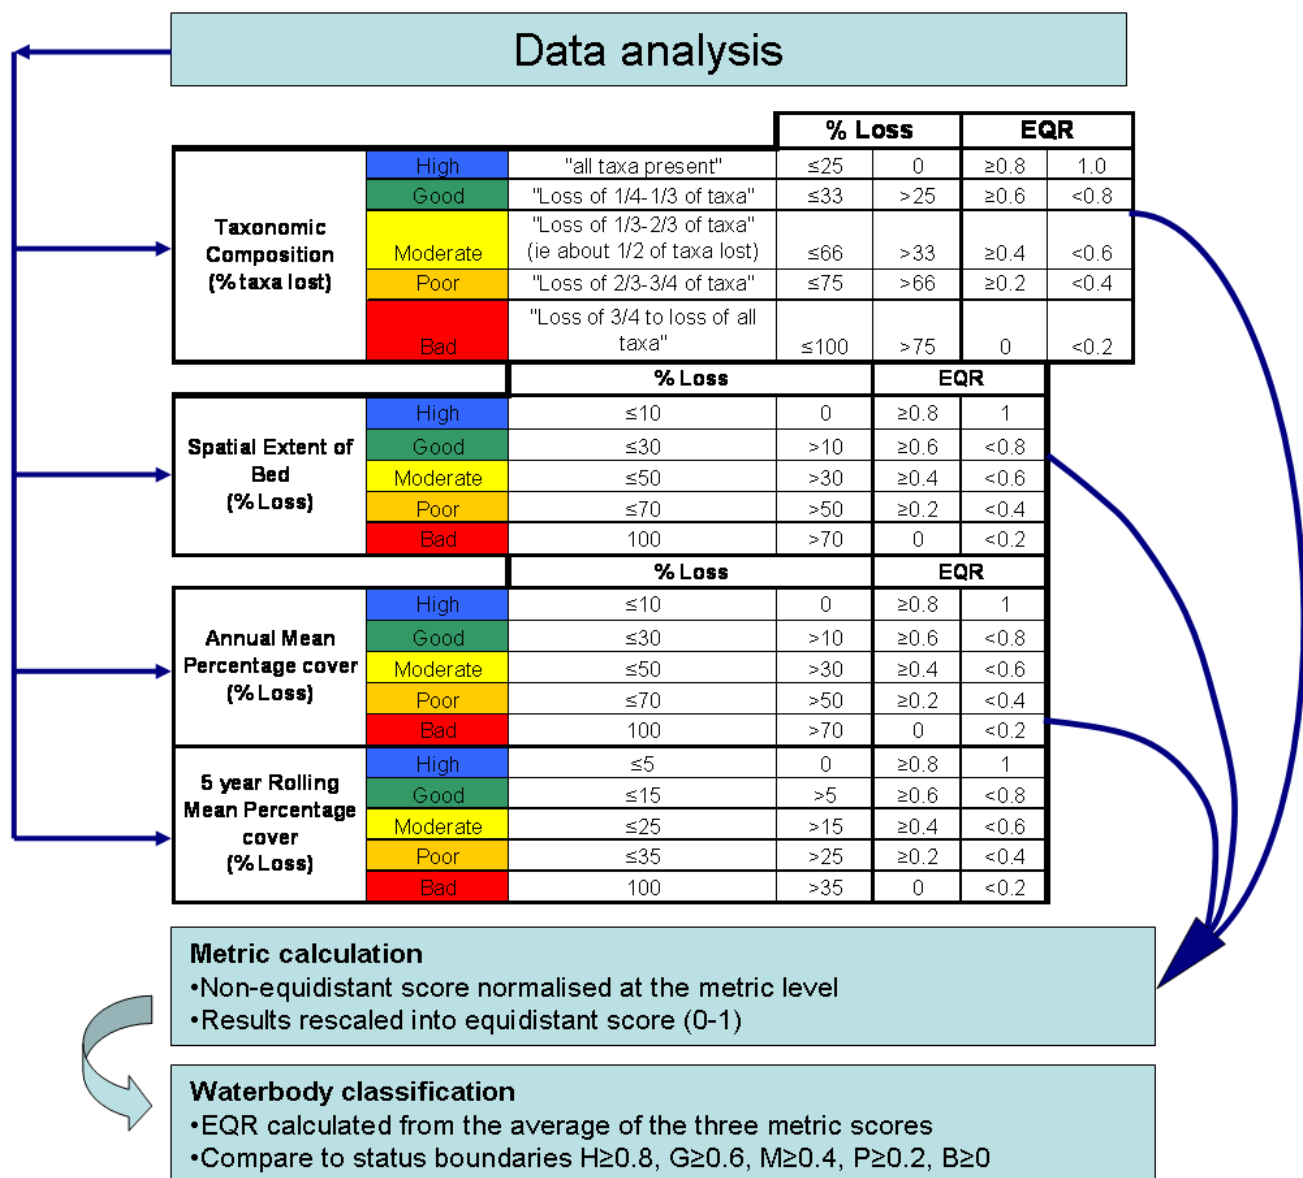 Data analysis
% Loss EQR
Taxonomic Composition (% taxa lost)
High "all taxa present" ≤25 0 ≥0.8 1.0
Good "Loss of 1/4-1/3 of taxa" ≤33 >25 ≥0.6 <0.8
Moderate "Loss of 1/3-2/3 of taxa" (ie about 1/2 of taxa lost) ≤66 >33 ≥0.4 <0.6
Poor "Loss of 2/3-3/4 of taxa" ≤75 >66 ≥0.2 <0.4
Bad "Loss of 3/4 to loss of all taxa" ≤100 >75 0 <0.2
% Loss EQR
Spatial Extent of Bed (% Loss)
High ≤10 0 ≥0.8 1
Good ≤30 >10 ≥0.6 <0.8
Moderate ≤50 >30 ≥0.4 <0.6
Poor ≤70 >50 ≥0.2 <0.4
Bad 100 >70 0 <0.2
% Loss EQR
Annual Mean Percentage cover (% Loss)
High ≤10 0 ≥0.8 1
Good ≤30 >10 ≥0.6 <0.8
Moderate ≤50 >30 ≥0.4 <0.6
Poor ≤70 >50 ≥0.2 <0.4
Bad 100 >70 0 <0.2
5 year Rolling Mean Percentage cover (% Loss)
High ≤5 0 ≥0.8 1
Good ≤15 >5 ≥0.6 <0.8
Moderate ≤25 >15 ≥0.4 <0.6
Poor ≤35 >25 ≥0.2 <0.4
Bad 100 >35 0 <0.2
Metric calculation
•Non-equidistant score normalised at the metric level
•Results rescaled into equidistant score (0-1)
Waterbody classification
•EQR calculated from the average of the three metric scores
•Compare to status boundaries H≥0.8, G≥0.6, M≥0.4, P≥0.2, B≥0